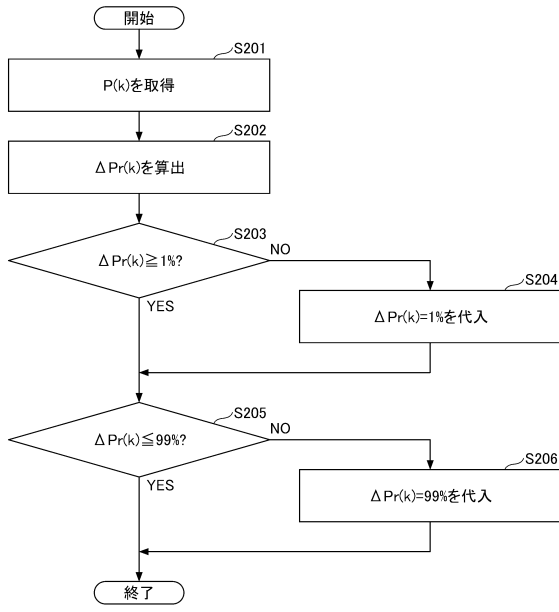 開始
S201
P(k)を取得
S202
ΔPr(k)を算出
S203
ΔPr(k)≧1%?
NO
YES
S204
ΔPr(k)=1%を代入
S205
ΔPr(k)≦99%?
NO
YES
S206
ΔPr(k)=99%を代入
終了